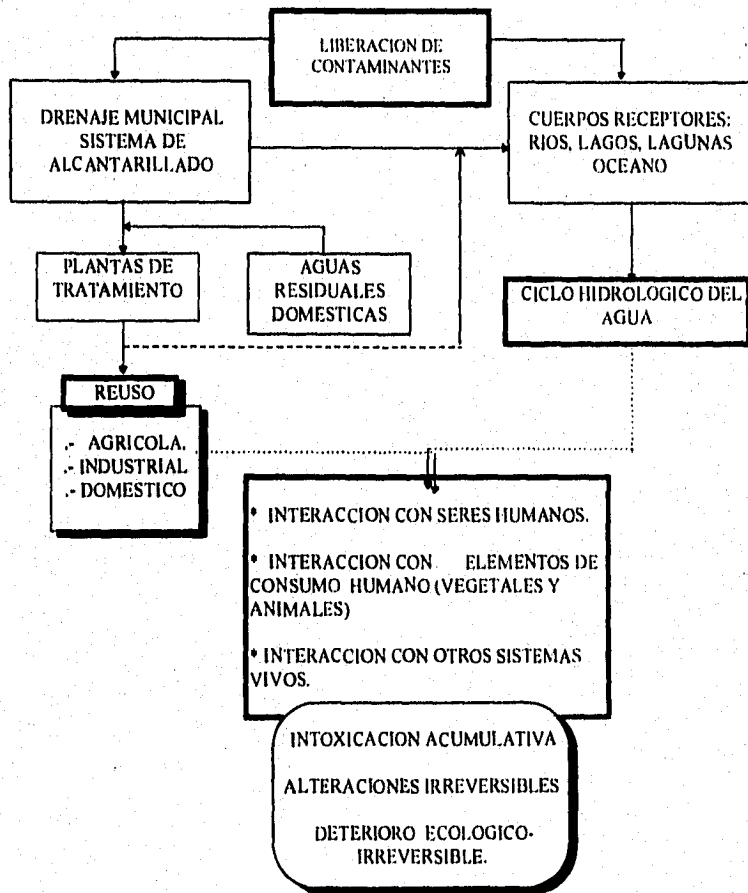 LIBERACION DE
CONTAMINANTES
DRENAJE MUNICIPAL
SISTEMA DE
ALCANTARILLADO
CUERPOS RECEPTORES:
RIOS, LAGOS, LAGUNAS
OCEANO
PLANTAS DE
TRATAMIENTO
AGUAS
RESIDUALES
DOMESTICAS
CICLO HIDROLOGICO DEL
AGUA
REUSO
.- AGRICOLA.
.- INDUSTRIAL
.- DOMESTICO
* INTERACCION CON SERES HUMANOS.
* INTERACCION CON ELEMENTOS DE
CONSUMO HUMANO (VEGETALES Y
ANIMALES)
* INTERACCION CON OTROS SISTEMAS
VIVOS.
INTOXICACION ACUMULATIVA
ALTERACIONES IRREVERSIBLES
DETERIORO ECOLOGICO-
IRREVERSIBLE.